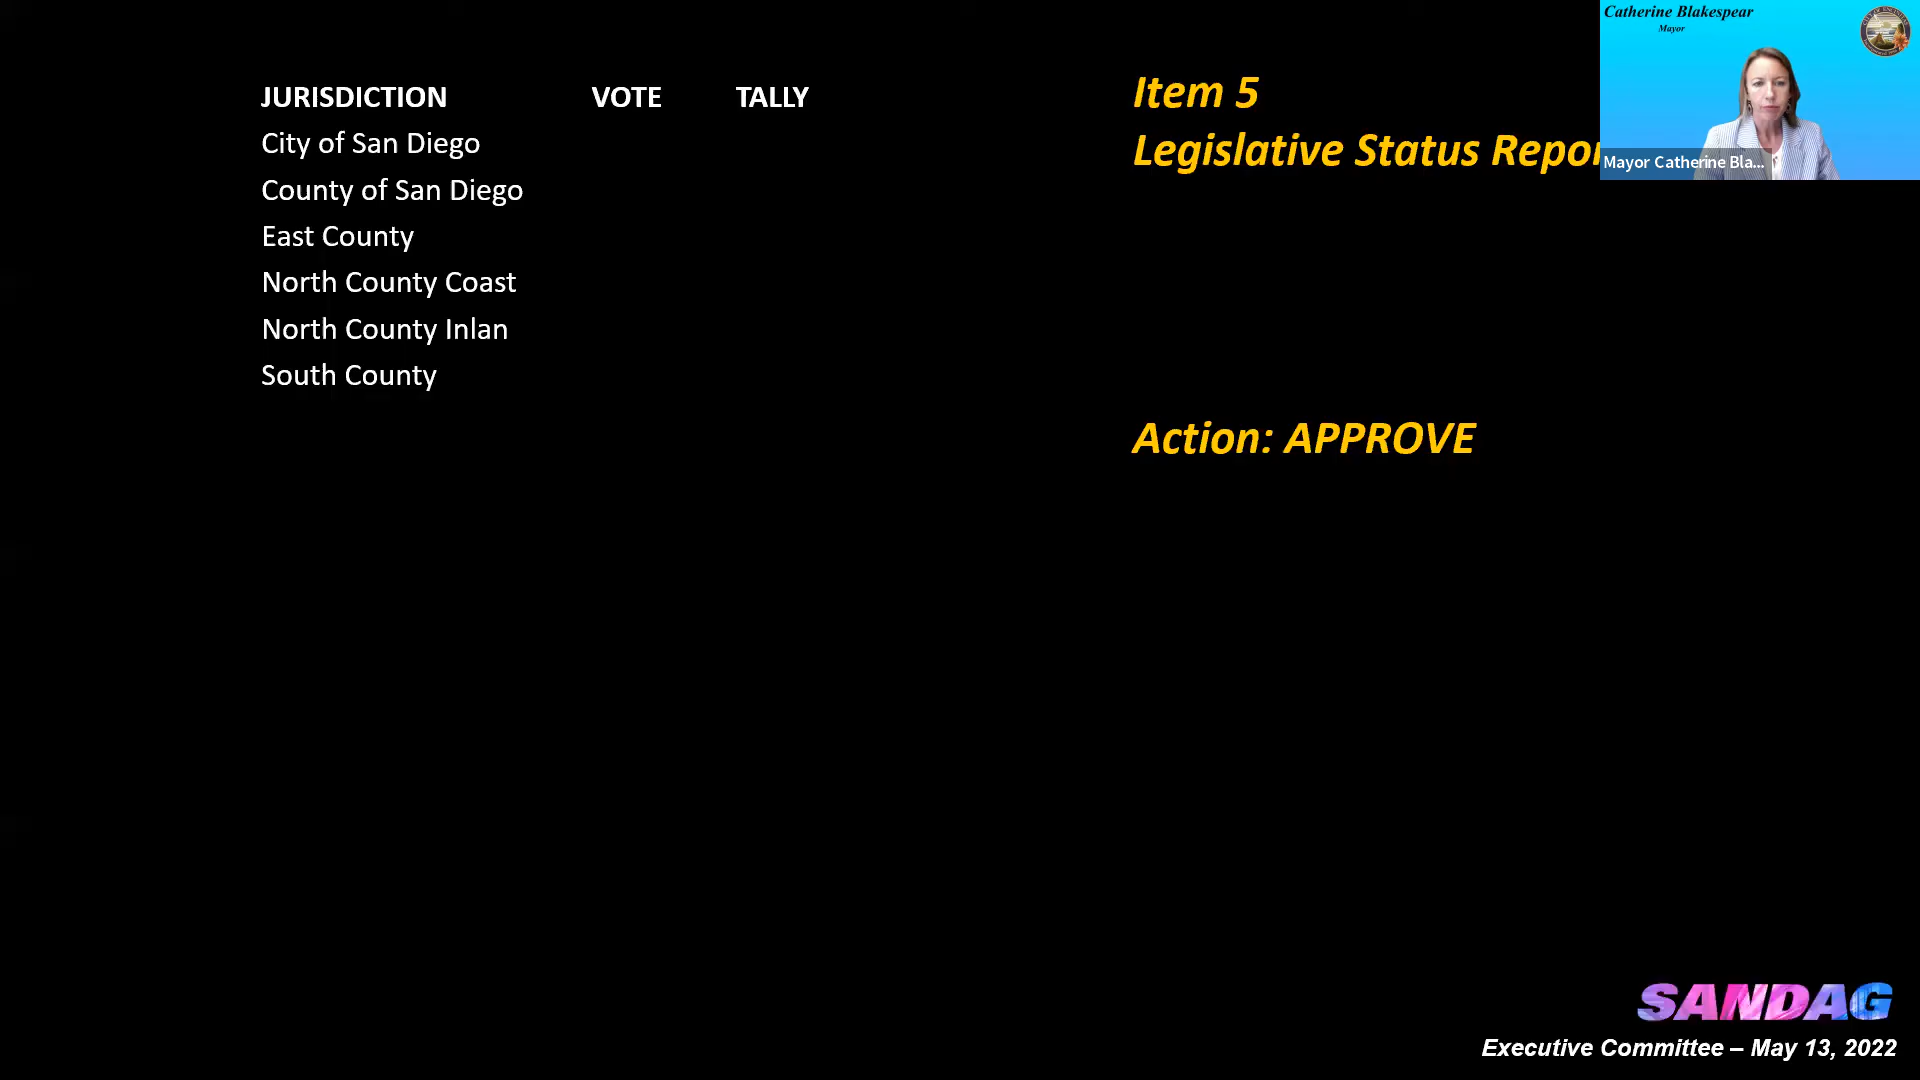 JURISDICTION VOTE TALLY
City of San Diego
County of San Diego
East County
North County Coast
North County Inlan
South County
Item 5
Legislative Status Repor
Action: APPROVE
Catherine Blakespear
Mayor
Mayor Catherine Bla...
SANDAG
Executive Committee – May 13, 2022